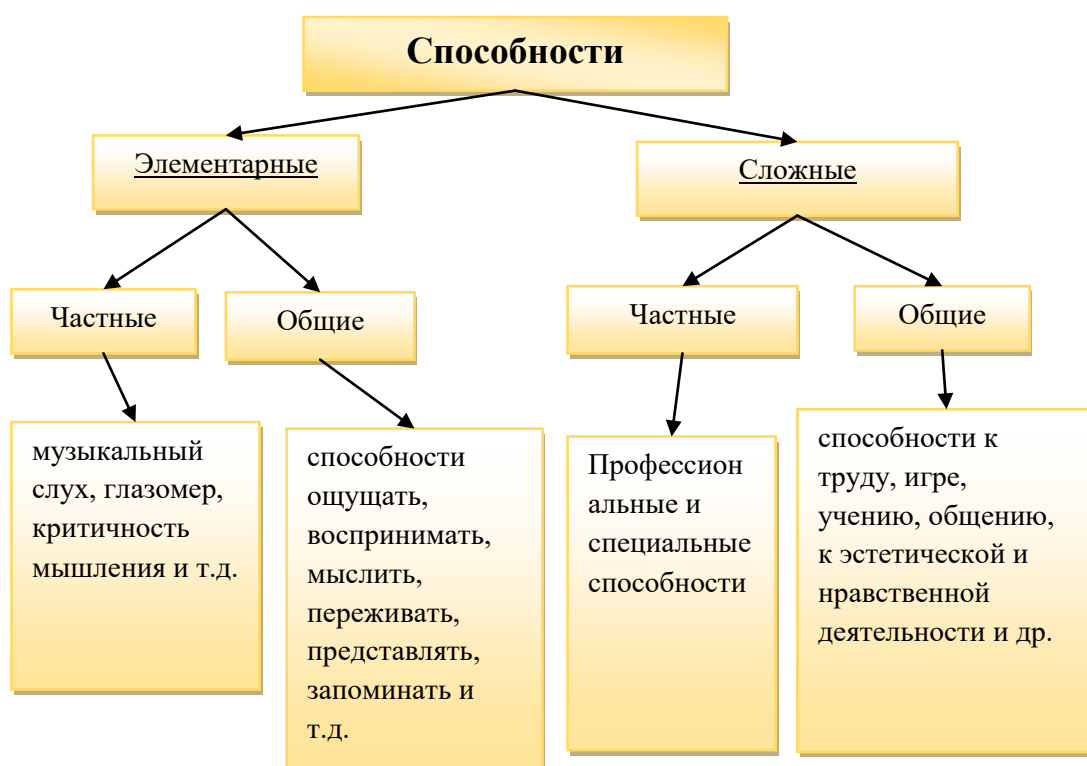 Способности
Элементарные
Сложные
Частные
Общие
Частные
Общие
музыкальный
слух, глазомер,
критичность
мышления и т.д.
способности
ощущать,
воспринимать,
мыслить,
переживать,
представлять,
запоминать и
т.д.
Профессион
альные и
специальные
способности
способности к
труду, игре,
учению, общению,
к эстетической и
нравственной
деятельности и др.